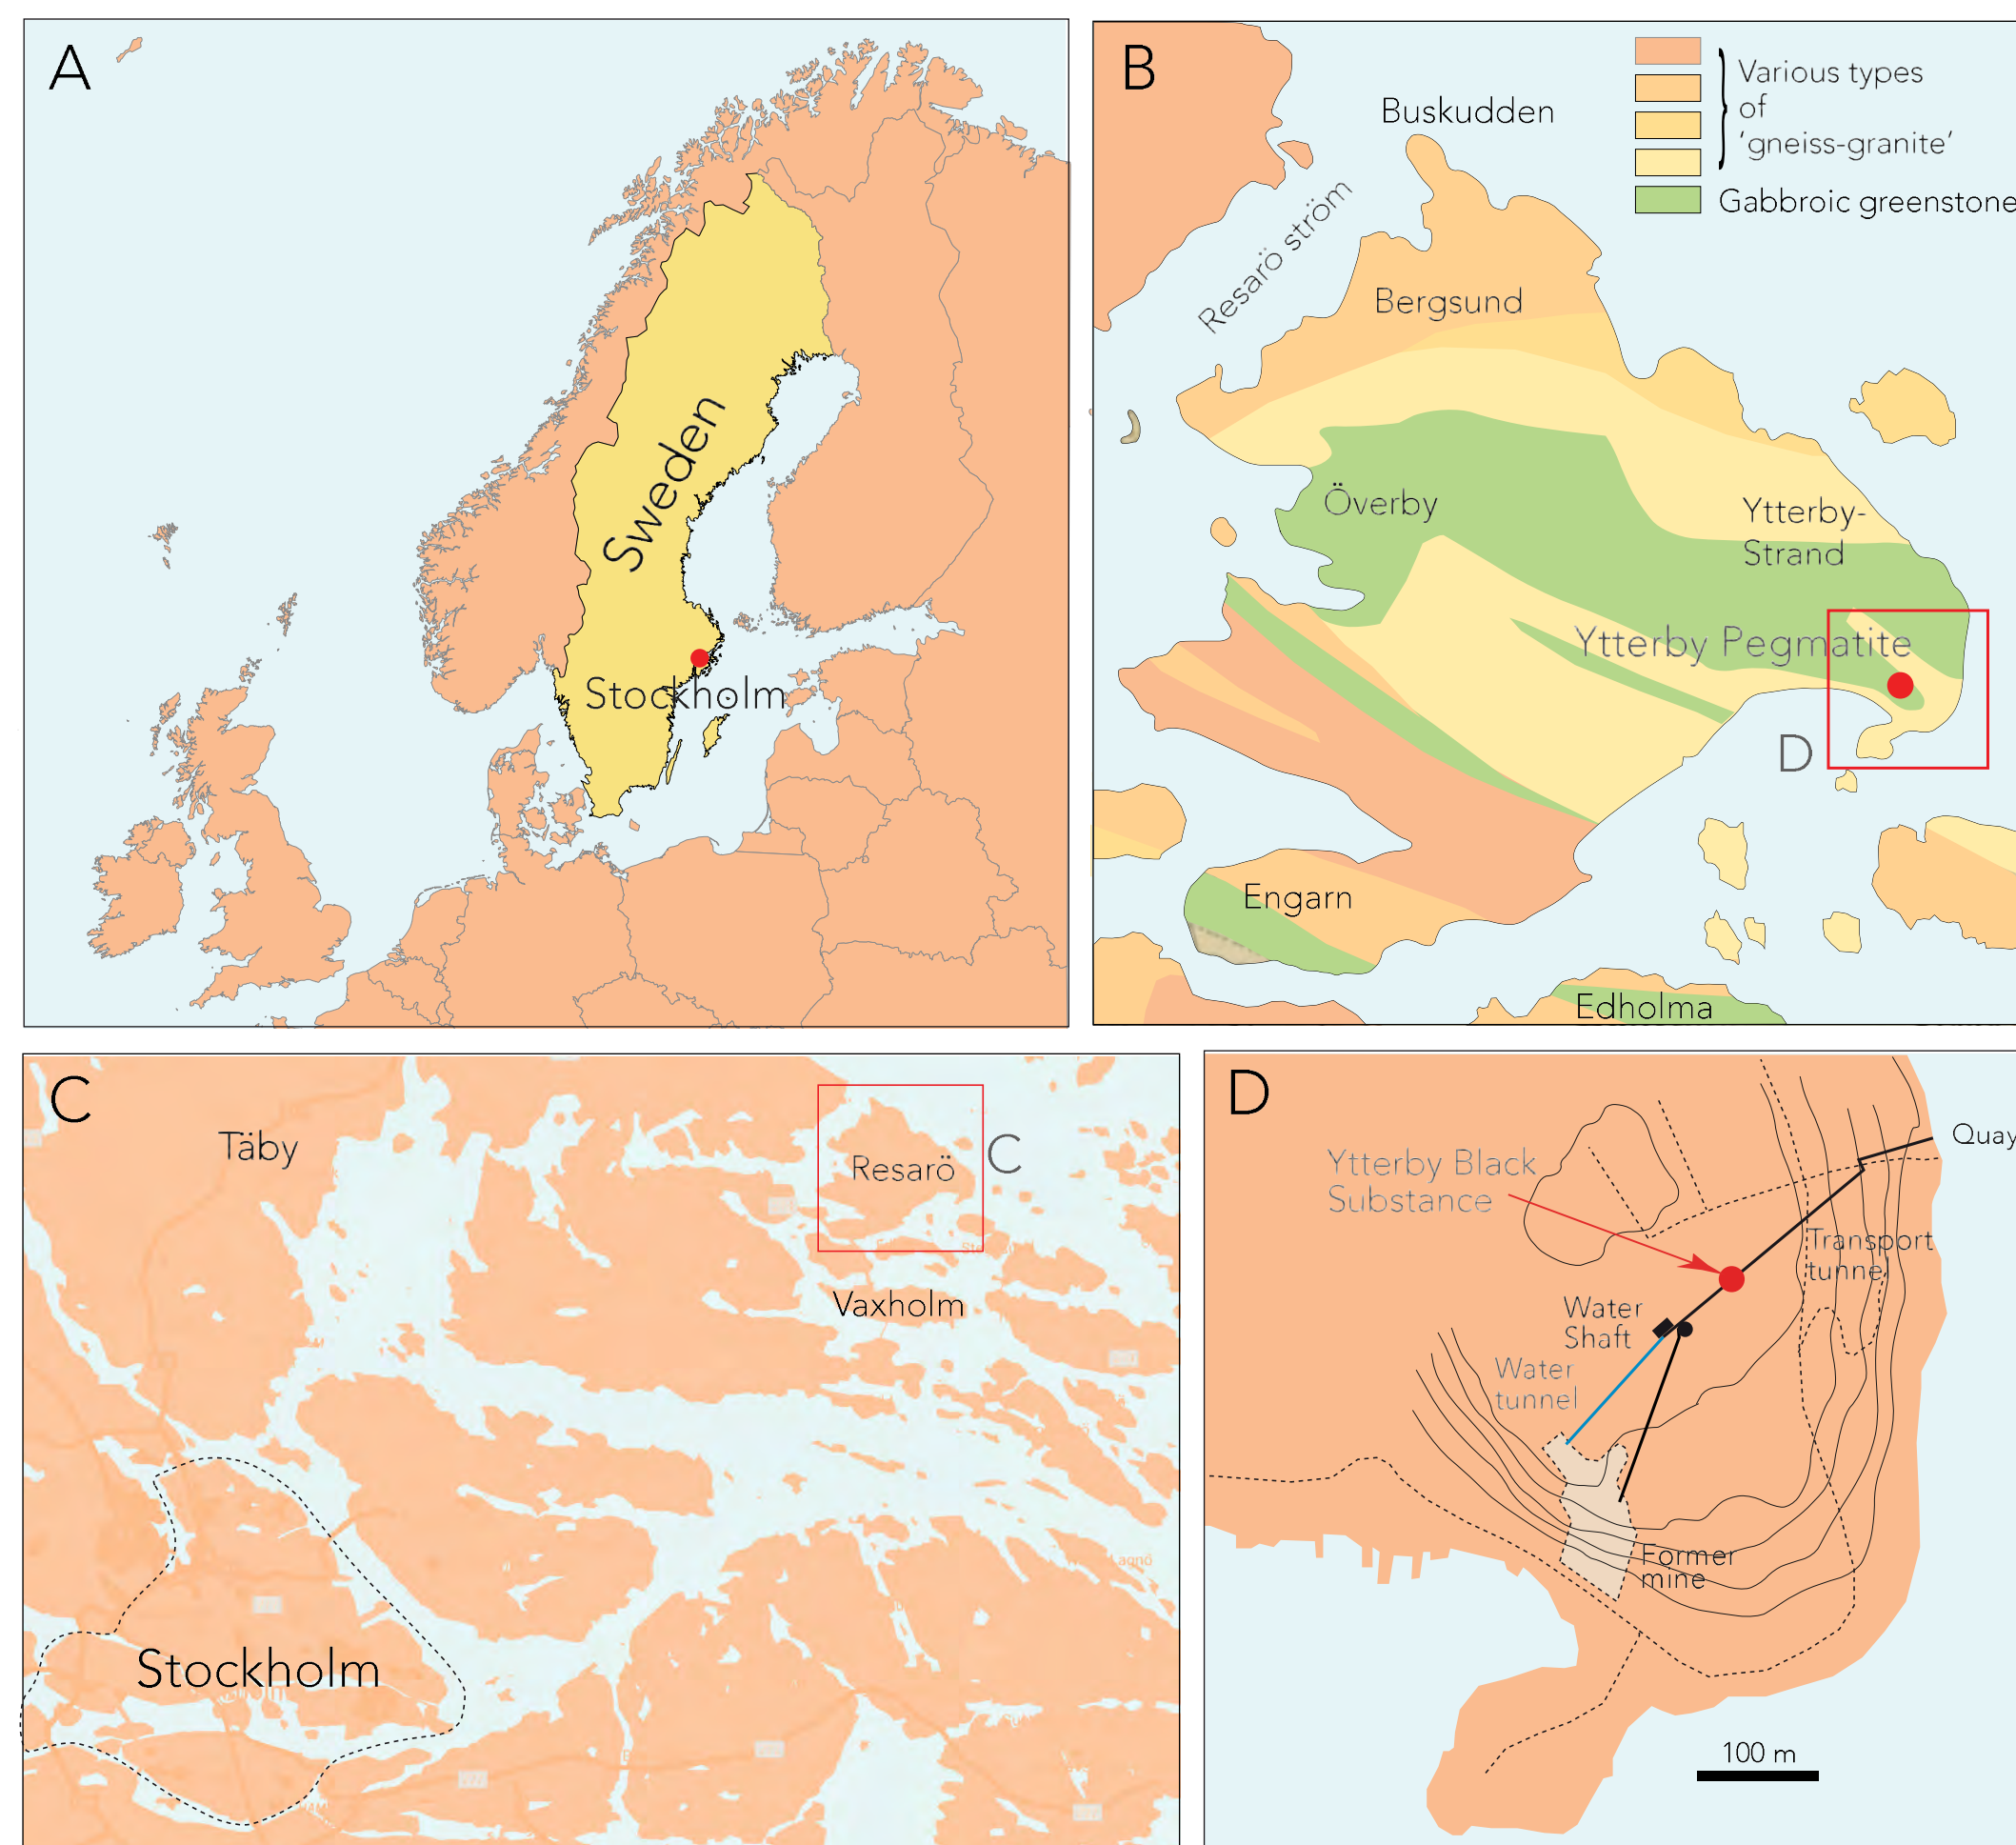 A
Sweden
Stockholm
B
Various types
of
'gneiss-granite'
Gabbroic greenstone
Buskudden
Resarö ström
Bergsund
Överby
Ytterby-
Strand
Ytterby Pegmatite
D
Engarn
Edholma
C
Täby
Resarö
C
Vaxholm
Stockholm
D
Quay
Ytterby Black
Substance
Transport
tunnel
Water
Shaft
Water
tunnel
Former
mine
100 m